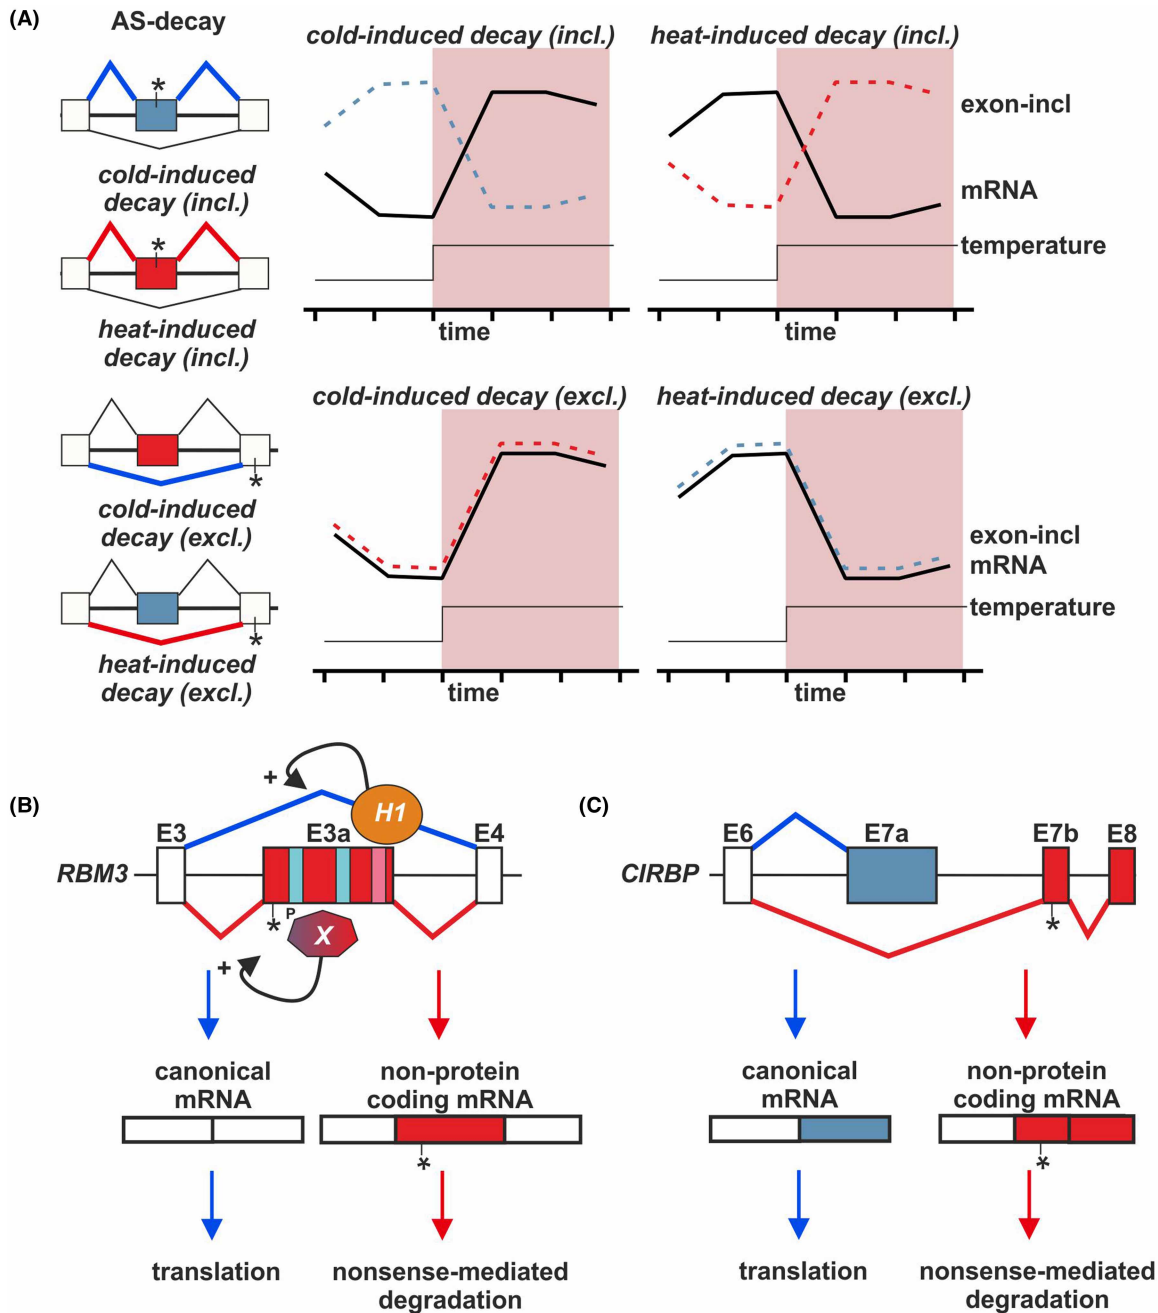 (A)
AS-decay
*
cold-induced
decay (incl.)
*
heat-induced
decay (incl.)
*
cold-induced
decay (excl.)
*
heat-induced
decay (excl.)
cold-induced decay (incl.)
time
heat-induced decay (incl.)
exon-incl
mRNA
temperature
time
cold-induced decay (excl.)
time
heat-induced decay (excl.)
exon-incl
mRNA
temperature
time
(B)
+
H1
E3
E3a
E4
RBM3
*
P
X
+
canonical
mRNA
non-protein
coding mRNA
*
translation
nonsense-mediated
degradation
(C)
E6
E7a
E7b
E8
CIRBP
*
canonical
mRNA
non-protein
coding mRNA
*
translation
nonsense-mediated
degradation